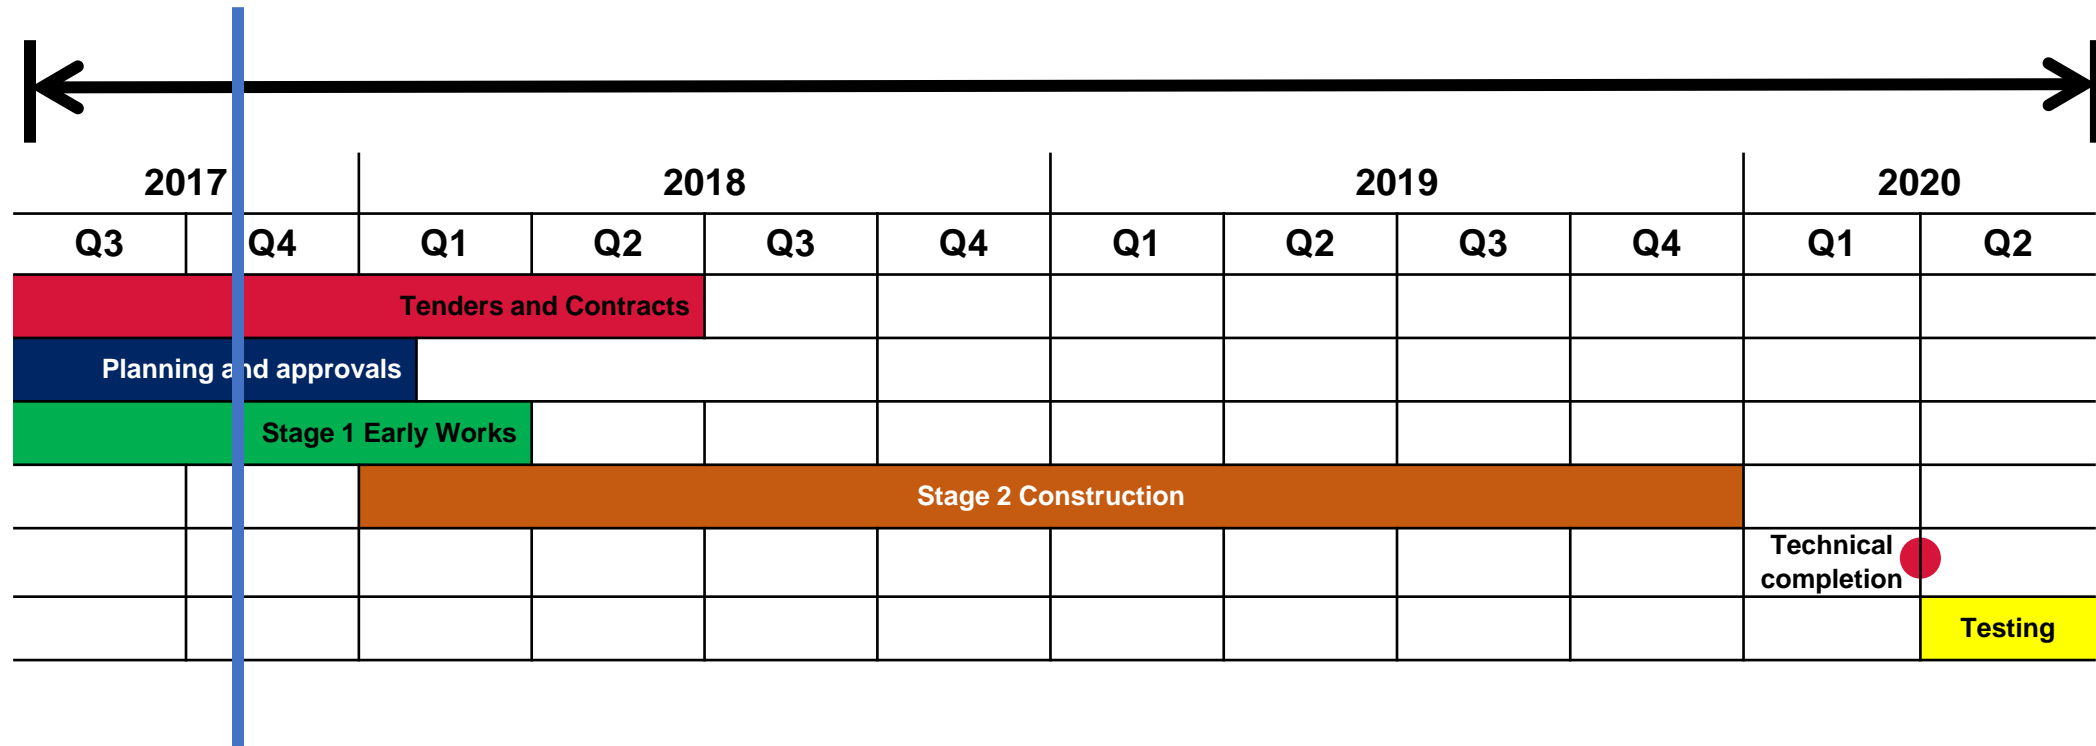 2017 2018 2019 2020
Q3 Q4 Q1 Q2 Q3 Q4 Q1 Q2 Q3 Q4 Q1 Q2
Tenders and Contracts
Planning and approvals
Stage 1 Early Works
Stage 2 Construction
Technical
completion
Testing